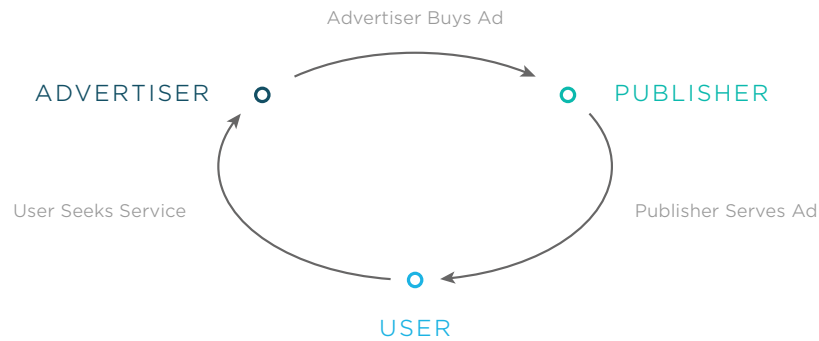 Advertiser Buys Ad
ADVERTISER
PUBLISHER
User Seeks Service
Publisher Serves Ad
USER